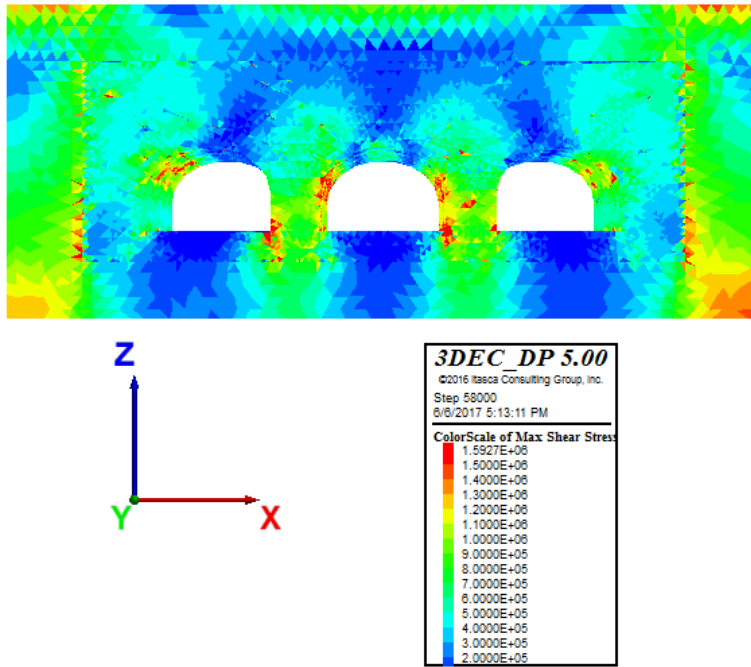 Z
Y
X
3DEC_DP 5.00
©2016 Itasca Consulting Group, Inc.
Step 58000
6/6/2017 5:13:11 PM
ColorScale of Max Shear Stres
1.5927E+06
1.5000E+06
1.4000E+06
1.3000E+06
1.2000E+06
1.1000E+06
1.0000E+06
9.0000E+05
8.0000E+05
7.0000E+05
6.0000E+05
5.0000E+05
4.0000E+05
3.0000E+05
2.0000E+05